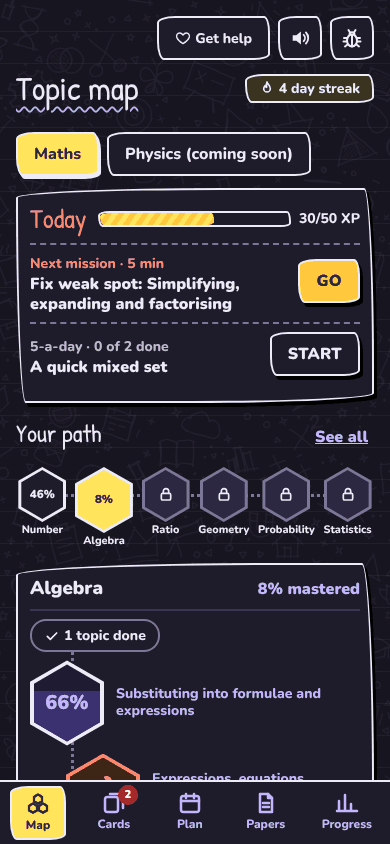 Get help
Topic map
4 day streak
Maths
Physics (coming soon)
Today
30/50 XP
Next mission · 5 min
Fix weak spot: Simplifying,
expanding and factorising
GO
5-a-day · 0 of 2 done
A quick mixed set
START
Your path
See all
46%
8%
Number
Algebra
Ratio
Geometry
Probability
Statistics
Algebra
8% mastered
1 topic done
66%
Substituting into formulae and
expressions
Expressions, equations,
2
Map
Cards
Plan
Papers
Progress